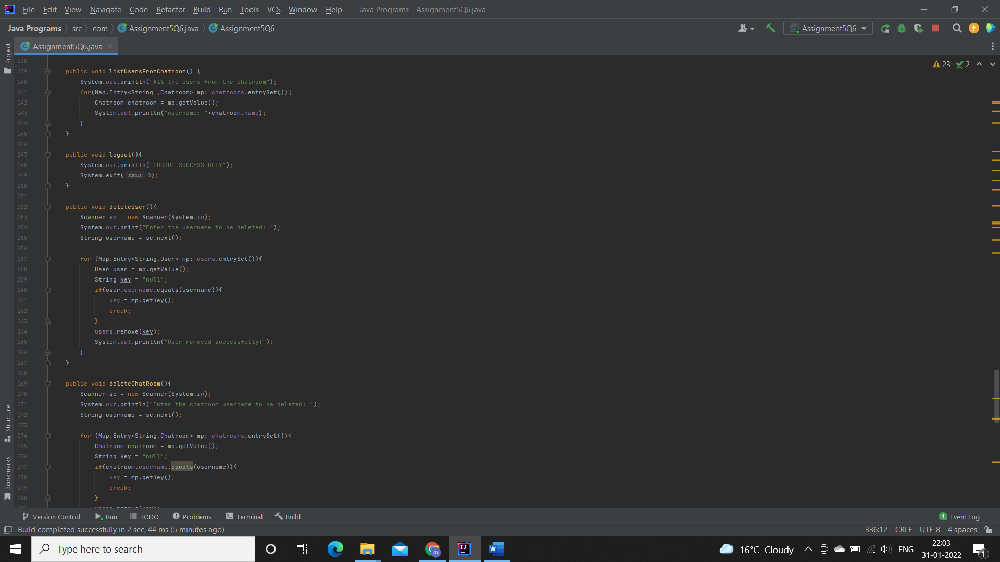 File Edit View Navigate Code Refactor Build Run Tools VCS Window Help Java Programs - Assignment5Q6.java
Java Programs src com Assignment5Q6.java Assignment5Q6 Assignment5Q6
Project Assignment5Q6.java
23 2
238
239 public void listUsersFromChatroom() {
240 System.out.println("All the users from the chatroom");
241 for(Map.Entry<String ,Chatroom> mp: chatrooms.entrySet()){
242 Chatroom chatroom = mp.getValue();
243 System.out.println("username: "+chatroom.name);
244 }
245 }
246
247 public void logout(){
248 System.out.println("LOGOUT SUCCESSFULLY");
249 System.exit( status: 0);
250 }
251
252 public void deleteUser(){
253 Scanner sc = new Scanner(System.in);
254 System.out.print("Enter the username to be deleted: ");
255 String username = sc.next();
256
257 for (Map.Entry<String,User> mp: users.entrySet()){
258 User user = mp.getValue();
259 String key = "null";
260 if(user.username.equals(username)){
261 key = mp.getKey();
262 break;
263 }
264 users.remove(key);
265 System.out.println("User removed successfully!");
266 }
267 }
268
269 public void deleteChatRoom(){
270 Scanner sc = new Scanner(System.in);
271 System.out.println("Enter the chatroom username to be deleted: ");
272 String username = sc.next();
273
274 for (Map.Entry<String,Chatroom> mp: chatrooms.entrySet()){
275 Chatroom chatroom = mp.getValue();
276 String key = "null";
277 if(chatroom.username.equals(username)){
278 key = mp.getKey();
279 break;
280 }
Structure
Bookmarks
Version Control Run TODO Problems Terminal Build 1 Event Log
Build completed successfully in 2 sec, 44 ms (5 minutes ago) 336:12 CRLF UTF-8 4 spaces
Type here to search 16°C Cloudy ENG 22:03
31-01-2022 1